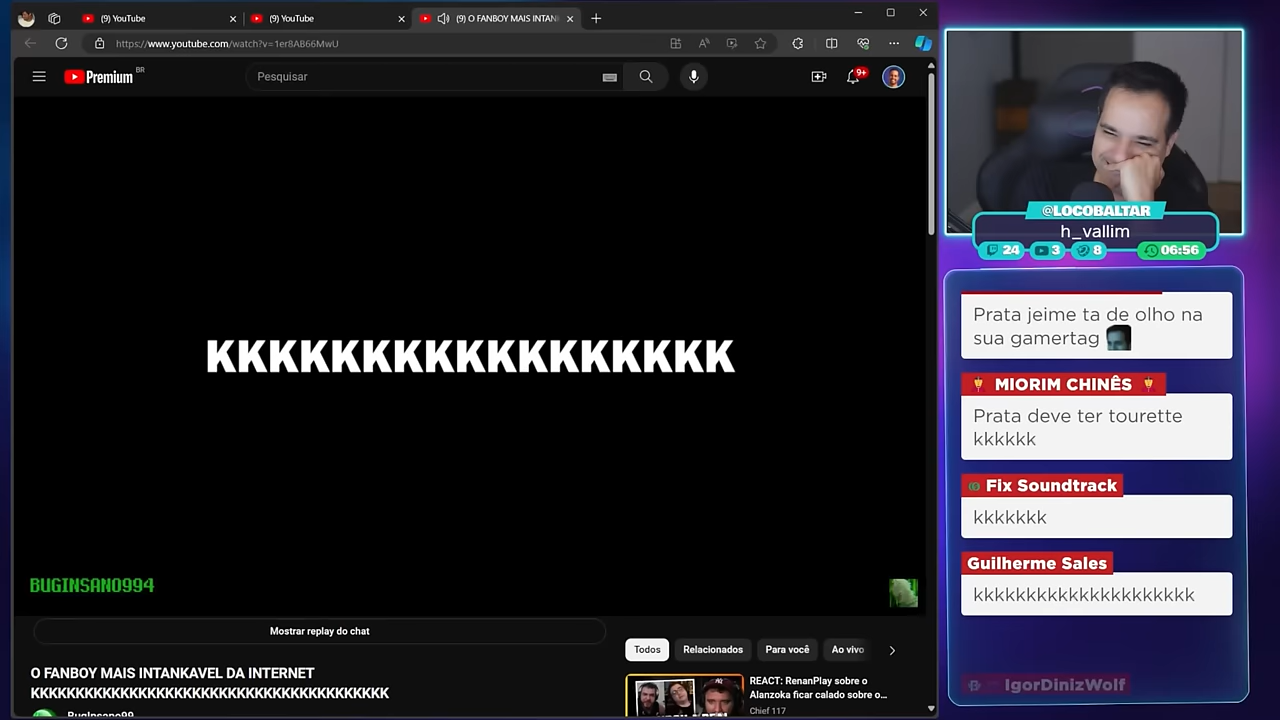 (9) YouTube
(9) YouTube
(9) O FANBOY MAIS INTAN
https://www.youtube.com/watch?v=1er8AB66MwU
Premium BR
Pesquisar
9+
KKKKKKKKKKKKKKKKK
BUGINSANO994
Mostrar replay do chat
Todos
Relacionados
Para você
Ao vivo
O FANBOY MAIS INTANKAVEL DA INTERNET
KKKKKKKKKKKKKKKKKKKKKKKKKKKKKKKKKKKKKKKK
BugInsano99
REACT: RenanPlay sobre o
Alanzoka ficar calado sobre o...
Chief 117
@LOCOBALTAR
h_vallim
24
3
8
06:56
Prata jeime ta de olho na
sua gamertag
MIORIM CHINÊS
Prata deve ter tourette
kkkkkk
Fix Soundtrack
kkkkkkk
Guilherme Sales
kkkkkkkkkkkkkkkkkkkkk
IgorDinizWolf